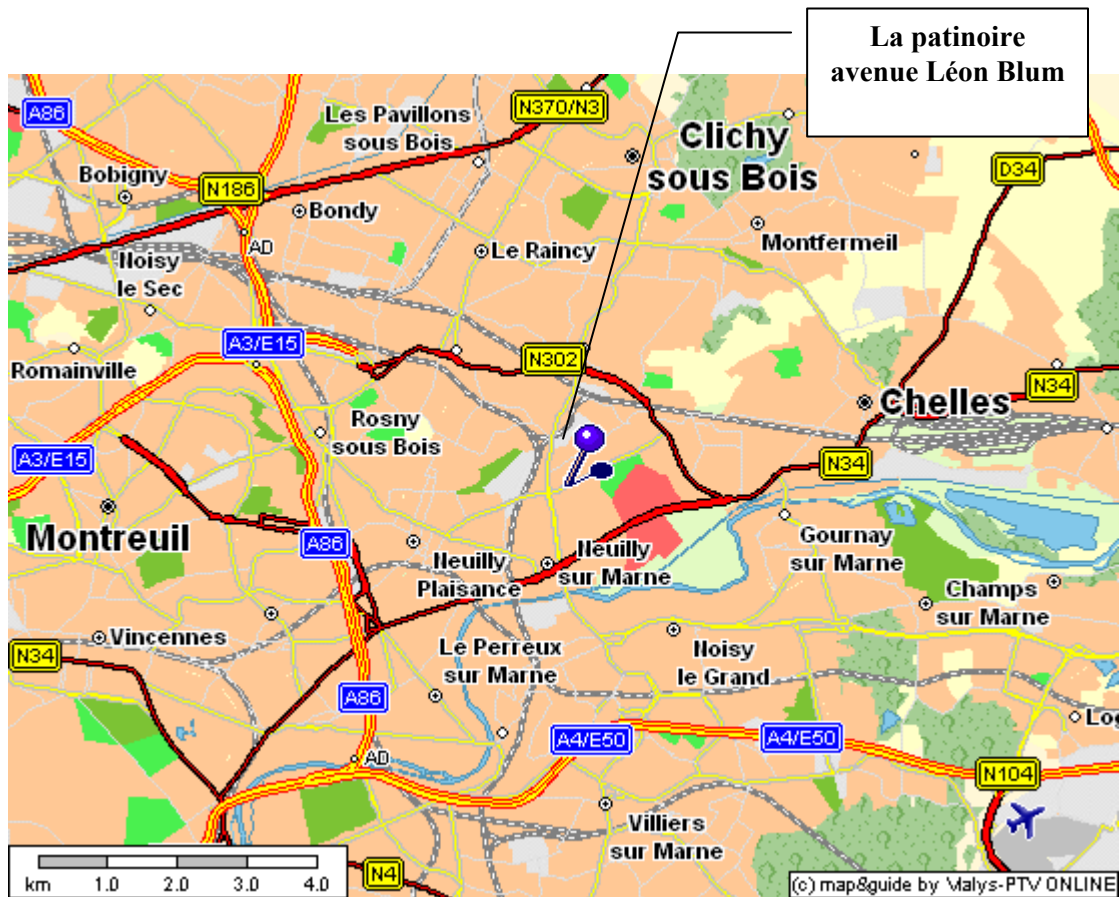 La patinoire
avenue Léon Blum
A86
N370/N3
Les Pavillons
sous Bois
Clichy
sous Bois
D34
Bobigny
N186
Bondy
AD
Le Raincy
Montfermeil
Noisy
le Sec
A3/E15
N302
Romainville
N34
Chelles
Rosny
sous Bois
A3/E15
N34
Montreuil
A86
Neuilly
Plaisance
Neuilly
sur Marne
Gournay
sur Marne
Champs
sur Marne
Vincennes
N34
Le Perreux
sur Marne
Noisy
le Grand
A86
Log
A4/E50
A4/E50
AD
N104
Villiers
sur Marne
km 1.0 2.0 3.0 4.0
N4
(c) map&guide by Malys-PTV ONLINE